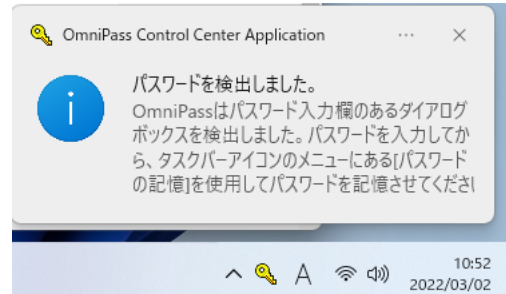 OmniPass Control Center Application
パスワードを検出しました。
OmniPassはパスワード入力欄のあるダイアログ
ボックスを検出しました。パスワードを入力してか
ら、タスクバーアイコンのメニューにある[パスワード
の記憶]を使用してパスワードを記憶させてくださ
A
10:52
2022/03/02